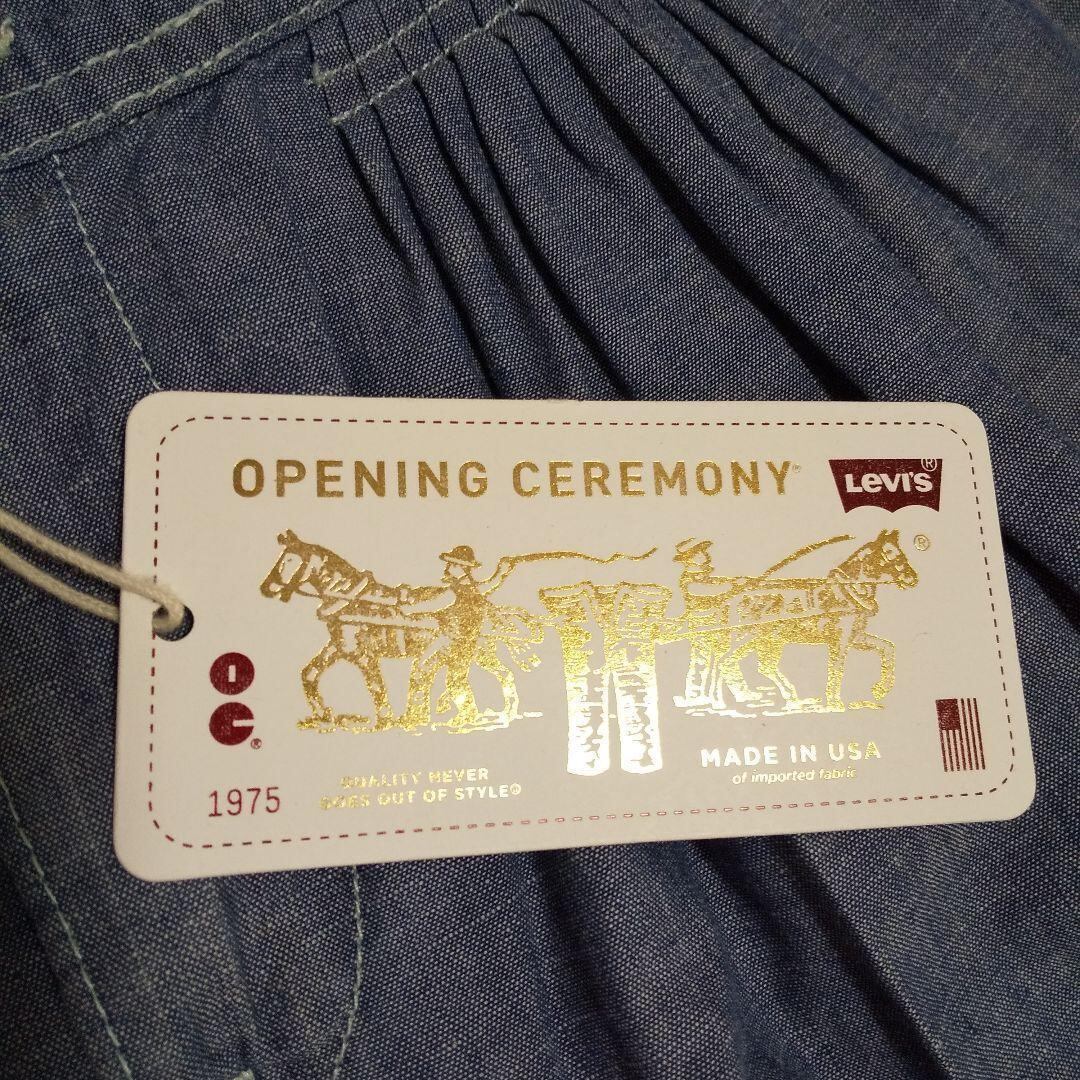 OPENING CEREMONY®
LEVI'S®
®
®
1975
QUALITY NEVER
GOES OUT OF STYLE®
MADE IN USA
of imported fabric